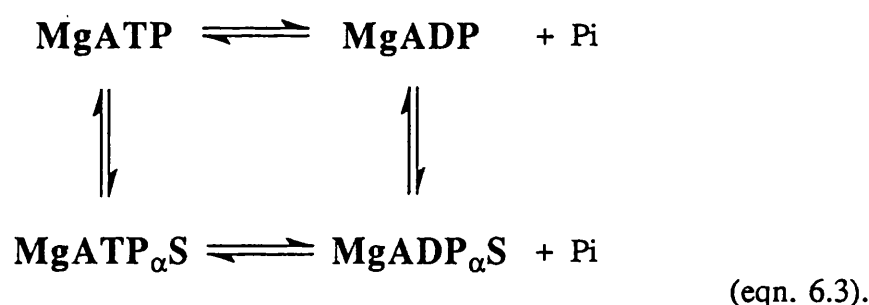 MgATP ⇌ MgADP + Pi
MgATPαS ⇌ MgADPαS + Pi
(eqn. 6.3).